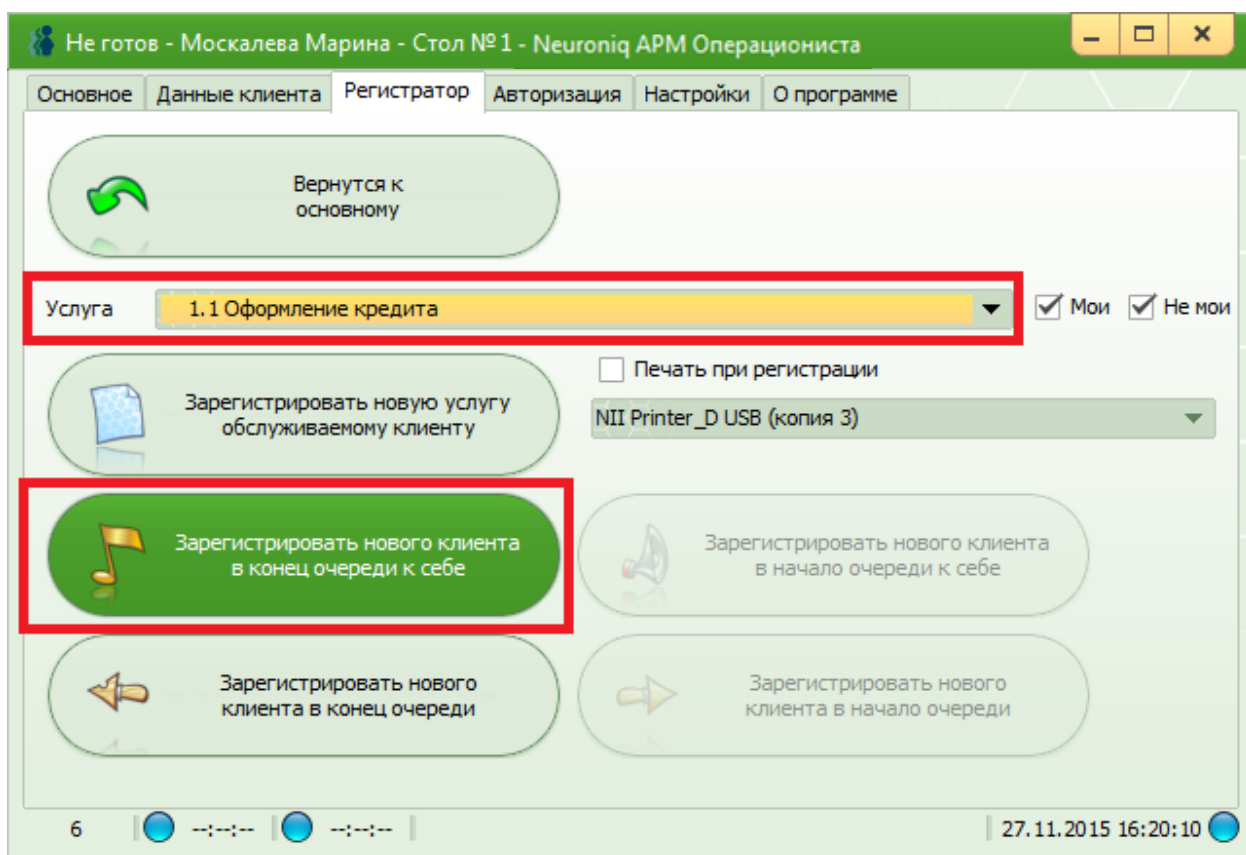 Не готов - Москалева Марина - Стол №1 - Neuroniq АРМ Операциониста
Основное Данные клиента Регистратор Авторизация Настройки О программе
Вернутся к
основному
Услуга 1.1 Оформление кредита Мои Не мои
Печать при регистрации
Зарегистрировать новую услугу
обслуживаемому клиенту
NII Printer_D USB (копия 3)
Зарегистрировать нового клиента
в конец очереди к себе
Зарегистрировать нового клиента
в начало очереди к себе
Зарегистрировать нового
клиента в конец очереди
Зарегистрировать нового
клиента в начало очереди
6 --:--:-- --:--:-- 27.11.2015 16:20:10